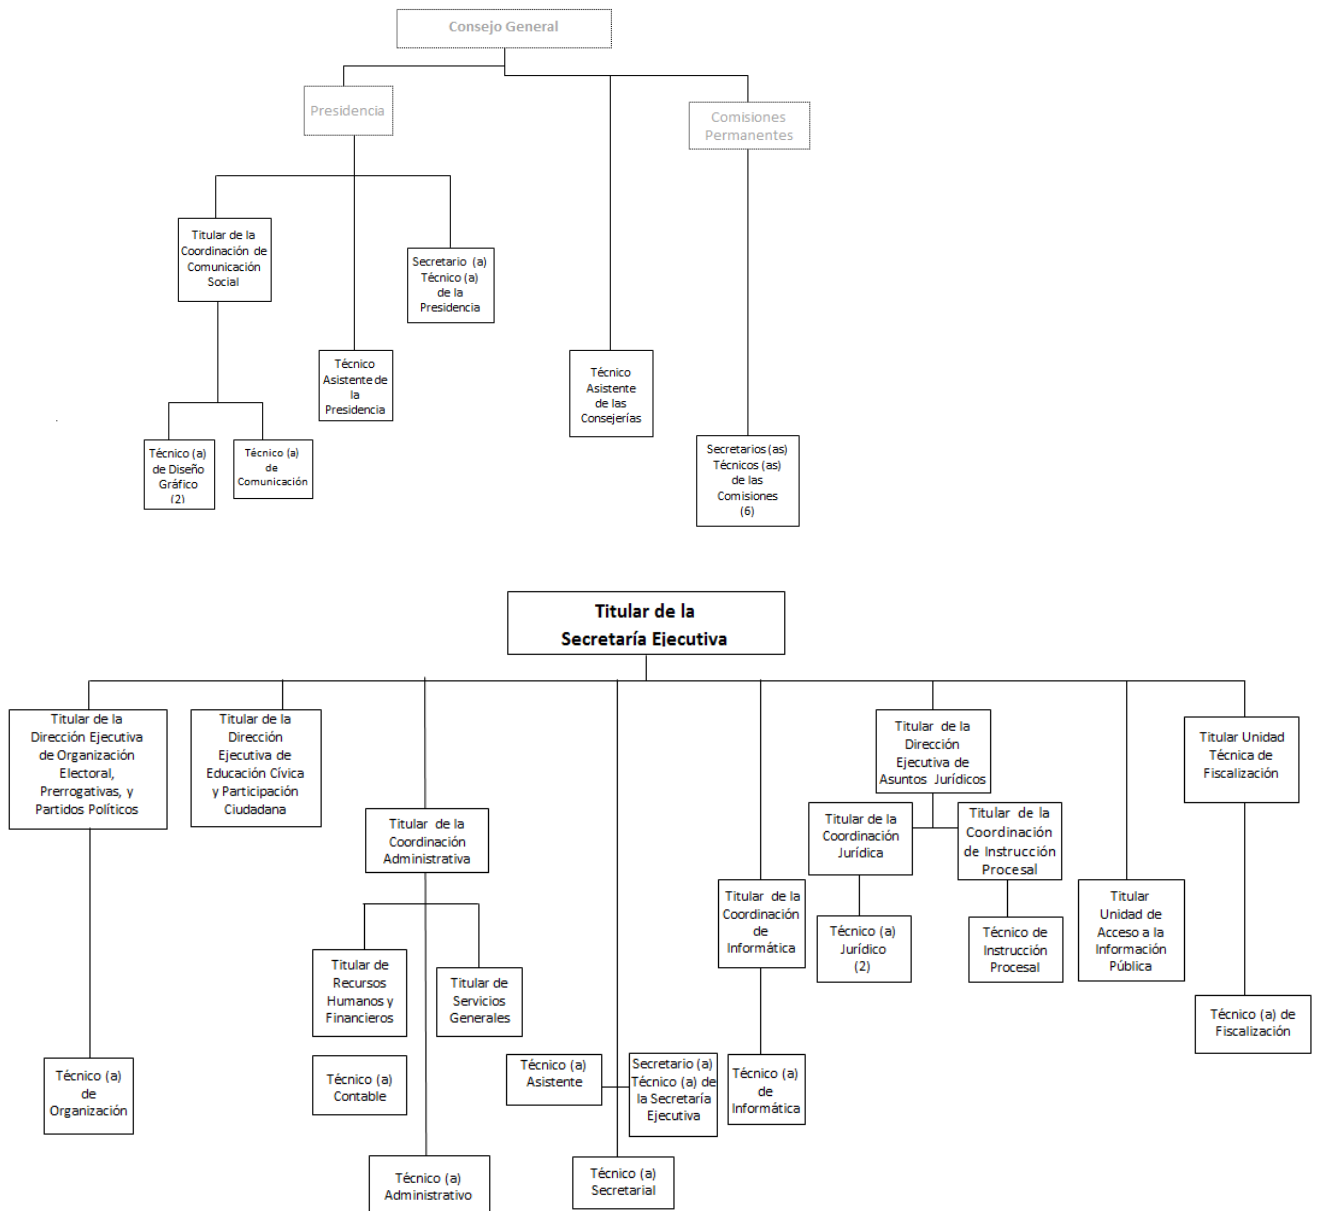 Consejo General
Presidencia
Comisiones
Permanentes
Titular de la
Coordinación de
Comunicación
Social
Secretario (a)
Técnico (a)
de la
Presidencia
Técnico
Asistente de
la
Presidencia
Técnico
Asistente
de las
Consejerías
Técnico (a)
de Diseño
Gráfico
(2)
Técnico (a)
de
Comunicación
Secretarios (as)
Técnicos (as)
de las
Comisiones
(6)
Titular de la
Secretaría Ejecutiva
Titular de la
Dirección Ejecutiva
de Organización
Electoral,
Prerrogativas, y
Partidos Políticos
Titular de la
Dirección
Ejecutiva de
Educación Cívica
y Participación
Ciudadana
Titular de la
Dirección
Ejecutiva de
Asuntos Jurídicos
Titular Unidad
Técnica de
Fiscalización
Titular de la
Coordinación
Administrativa
Titular de la
Coordinación
Jurídica
Titular de la
Coordinación
de Instrucción
Procesal
Titular de la
Coordinación
de
Informática
Titular
Unidad de
Acceso a la
Información
Pública
Técnico (a)
Jurídico
(2)
Técnico de
Instrucción
Procesal
Titular de
Recursos
Humanos y
Financieros
Titular de
Servicios
Generales
Técnico (a) de
Fiscalización
Técnico (a)
de
Organización
Técnico (a)
Contable
Técnico (a)
Asistente
Secretario (a)
Técnico (a) de
la Secretaría
Ejecutiva
Técnico (a)
de
Informática
Técnico (a)
Administrativo
Técnico (a)
Secretarial